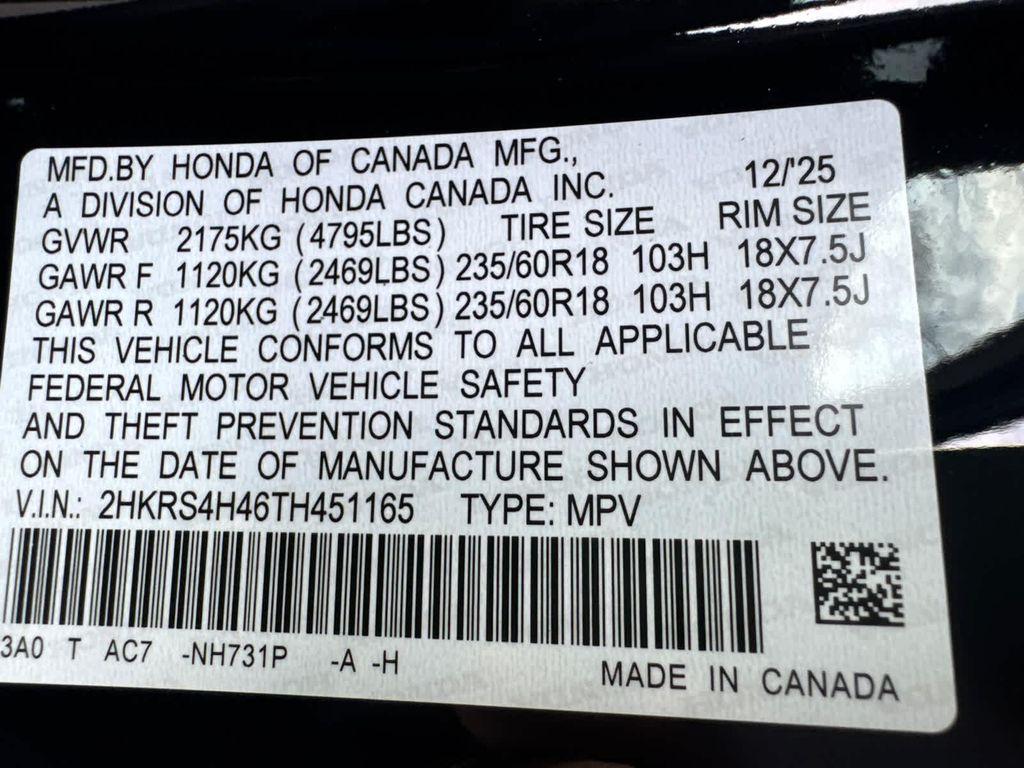 MFD.BY HONDA OF CANADA MFG.,
A DIVISION OF HONDA CANADA INC. 12/'25
GVWR 2175KG (4795LBS) TIRE SIZE RIM SIZE
GAWR F 1120KG (2469LBS) 235/60R18 103H 18X7.5J
GAWR R 1120KG (2469LBS) 235/60R18 103H 18X7.5J
THIS VEHICLE CONFORMS TO ALL APPLICABLE
FEDERAL MOTOR VEHICLE SAFETY
AND THEFT PREVENTION STANDARDS IN EFFECT
ON THE DATE OF MANUFACTURE SHOWN ABOVE.
V.I.N.: 2HKRS4H46TH451165 TYPE: MPV
3A0 T AC7 -NH731P -A -H
MADE IN CANADA